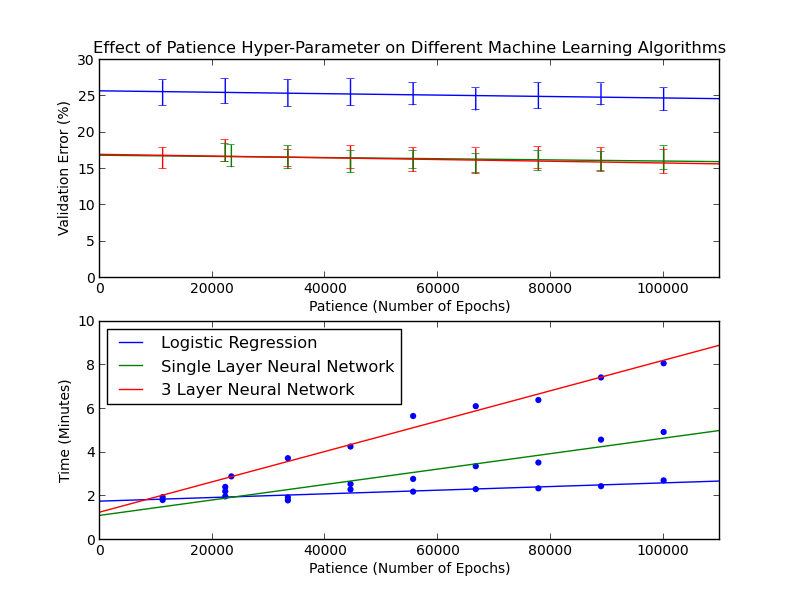 Effect of Patience Hyper-Parameter on Different Machine Learning Algorithms
30
25
20
15
10
5
0
Validation Error (%)
0 20000 40000 60000 80000 100000
Patience (Number of Epochs)
10
8
6
4
2
0
Time (Minutes)
Logistic Regression
Single Layer Neural Network
3 Layer Neural Network
0 20000 40000 60000 80000 100000
Patience (Number of Epochs)